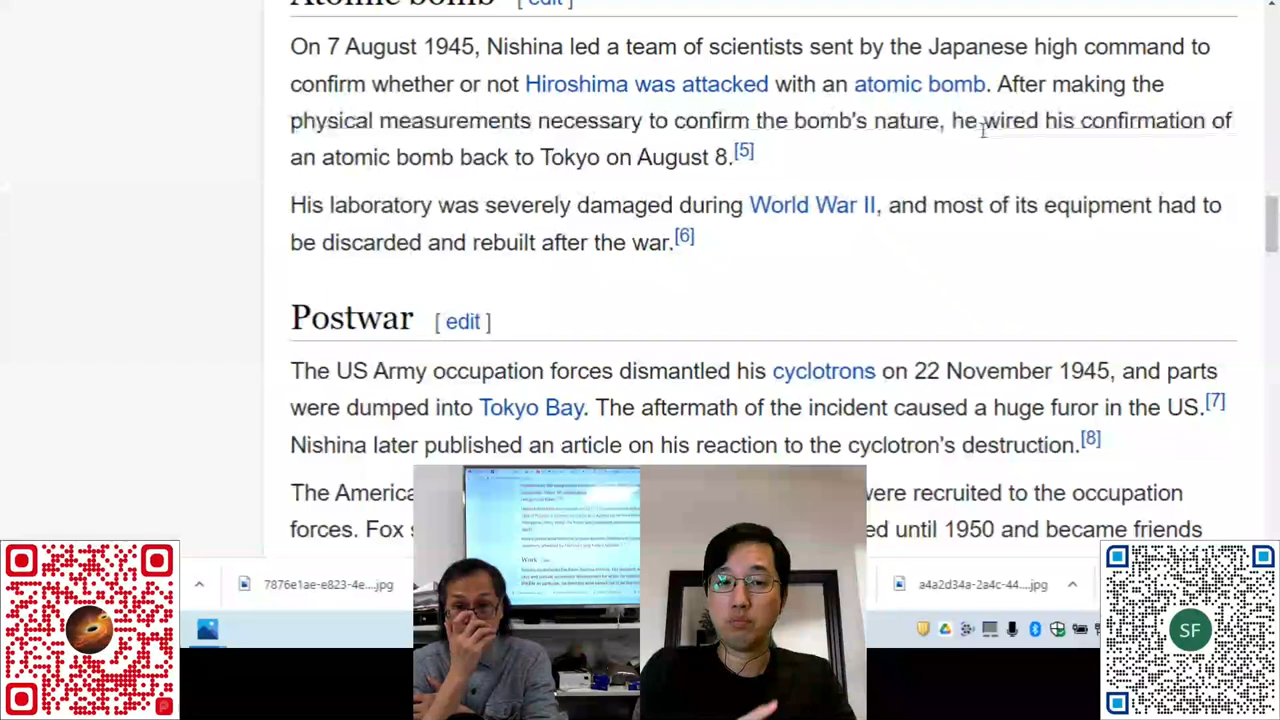 Atomic bomb [ edit ]
On 7 August 1945, Nishina led a team of scientists sent by the Japanese high command to
confirm whether or not Hiroshima was attacked with an atomic bomb. After making the
physical measurements necessary to confirm the bomb's nature, he wired his confirmation of
an atomic bomb back to Tokyo on August 8.[5]
His laboratory was severely damaged during World War II, and most of its equipment had to
be discarded and rebuilt after the war.[6]
Postwar [ edit ]
The US Army occupation forces dismantled his cyclotrons on 22 November 1945, and parts
were dumped into Tokyo Bay. The aftermath of the incident caused a huge furor in the US.[7]
Nishina later published an article on his reaction to the cyclotron's destruction.[8]
The America were recruited to the occupation
forces. Fox ed until 1950 and became friends
7876e1ae-e823-4e....jpg
a4a2d3f2-2a4c-44....jpg
Work
SF